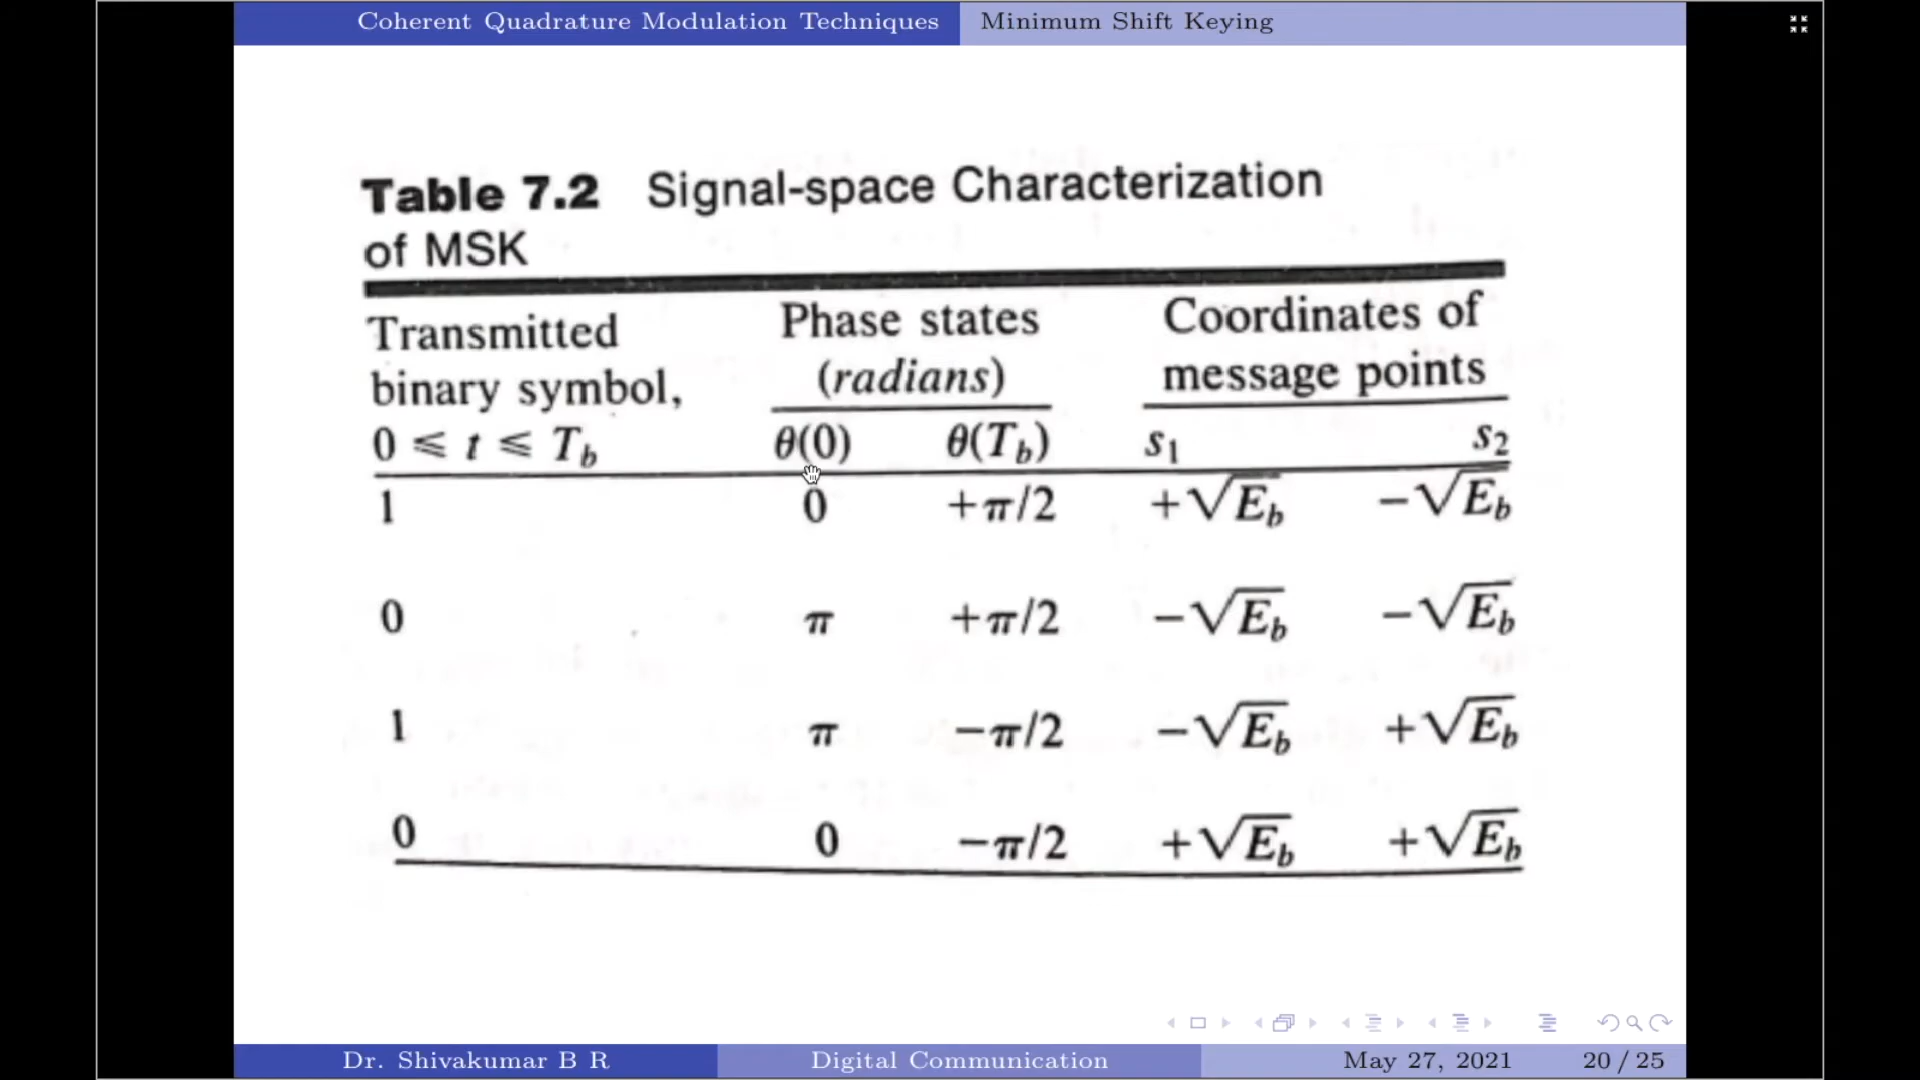 Coherent Quadrature Modulation Techniques Minimum Shift Keying
Table 7.2 Signal-space Characterization
of MSK
Transmitted Phase states Coordinates of
binary symbol, (radians) message points
0 ⩽ t ⩽ T_b θ(0) θ(T_b) s₁ s₂
1 0 +π/2 +√E_b −√E_b
0 π +π/2 −√E_b −√E_b
1 π −π/2 −√E_b +√E_b
0 0 −π/2 +√E_b +√E_b
Dr. Shivakumar B R Digital Communication May 27, 2021 20 / 25